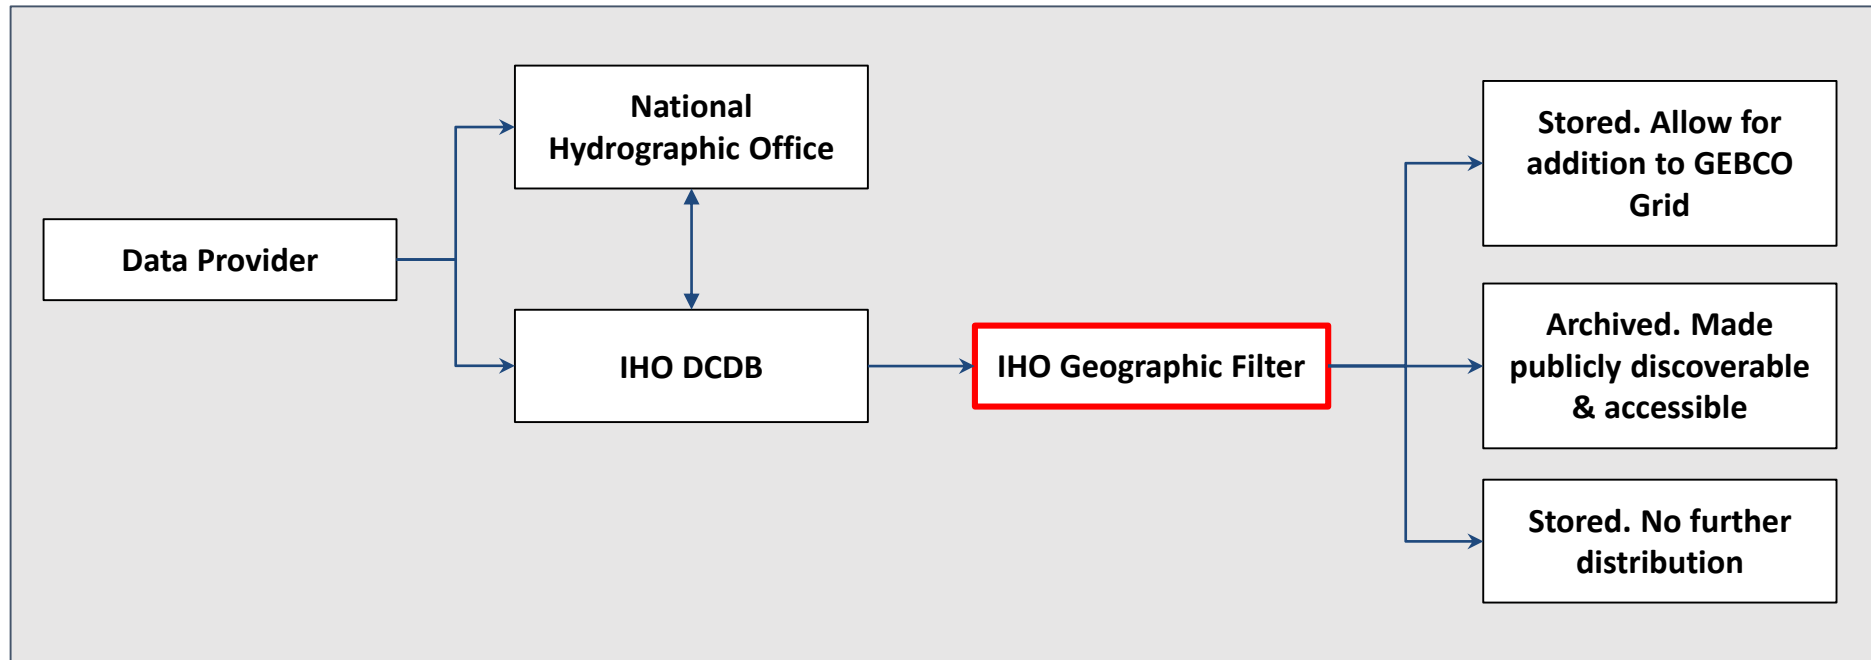 Data Provider
National
Hydrographic Office
IHO DCDB
IHO Geographic Filter
Stored. Allow for
addition to GEBCO
Grid
Archived. Made
publicly discoverable
& accessible
Stored. No further
distribution